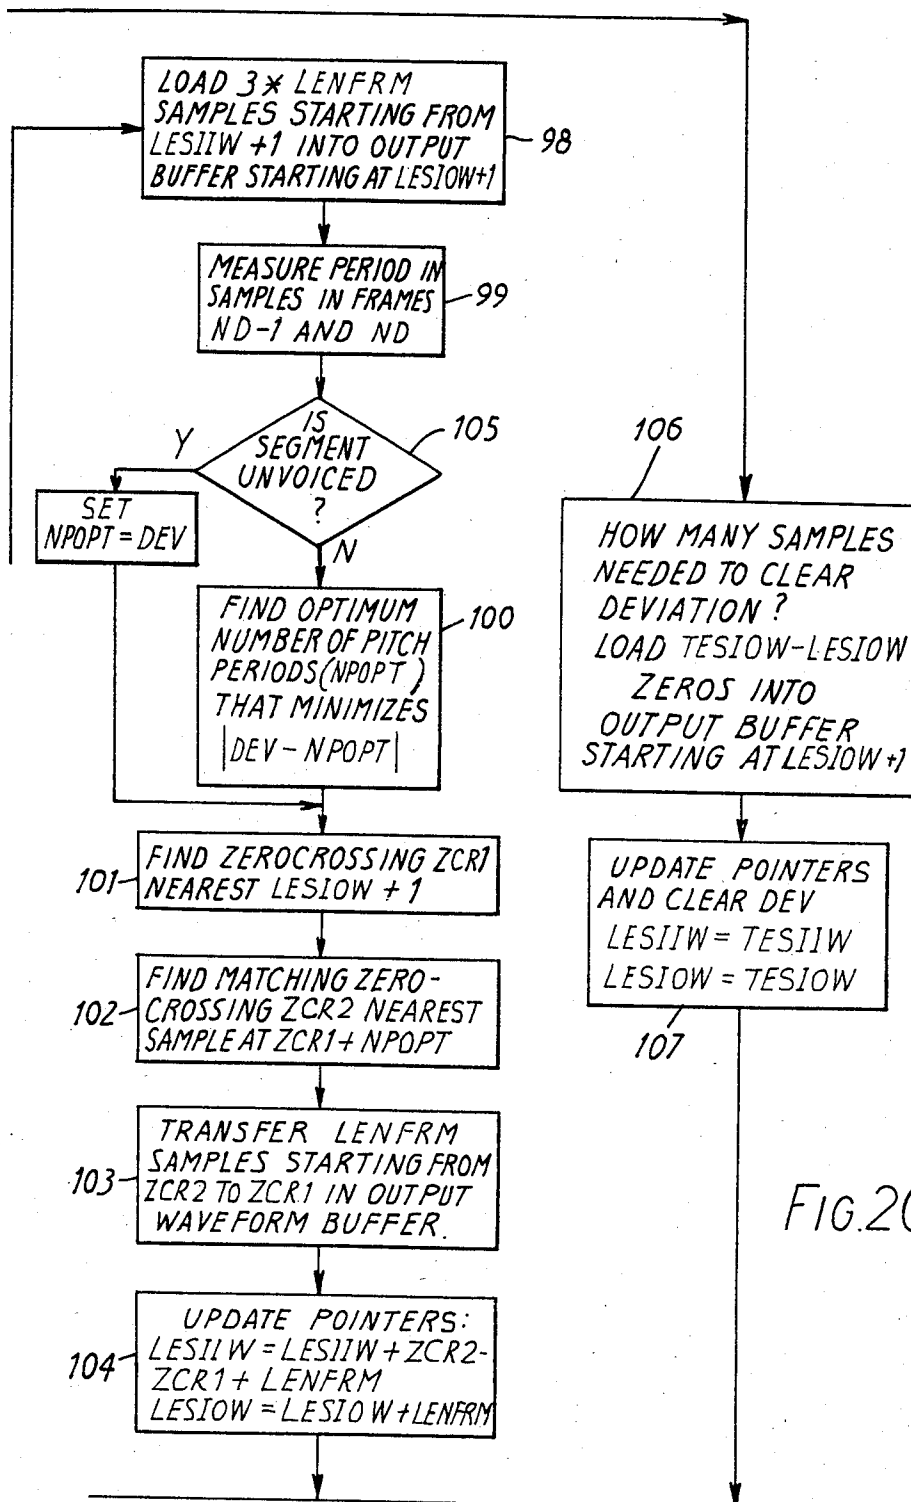 LOAD 3* LENFRM
SAMPLES STARTING FROM
LESIIW +1 INTO OUTPUT
BUFFER STARTING AT LESIOW+1
98
MEASURE PERIOD IN
SAMPLES IN FRAMES
ND-1 AND ND
99
IS
SEGMENT
UNVOICED
?
105
Y
N
SET
NPOPT = DEV
FIND OPTIMUM
NUMBER OF PITCH
PERIODS(NPOPT)
THAT MINIMIZES
|DEV - NPOPT|
100
101
FIND ZEROCROSSING ZCR1
NEAREST LESIOW + 1
102
FIND MATCHING ZERO-
CROSSING ZCR2 NEAREST
SAMPLE AT ZCR1 + NPOPT
103
TRANSFER LENFRM
SAMPLES STARTING FROM
ZCR2 TO ZCR1 IN OUTPUT
WAVEFORM BUFFER.
104
UPDATE POINTERS:
LESIIW = LESIIW + ZCR2-
ZCR1 + LENFRM
LESIOW = LESIOW + LENFRM
106
HOW MANY SAMPLES
NEEDED TO CLEAR
DEVIATION ?
LOAD TESIOW-LESIOW
ZEROS INTO
OUTPUT BUFFER
STARTING AT LESIOW +1
UPDATE POINTERS
AND CLEAR DEV
LESIIW = TESIIW
LESIOW = TESIOW
107